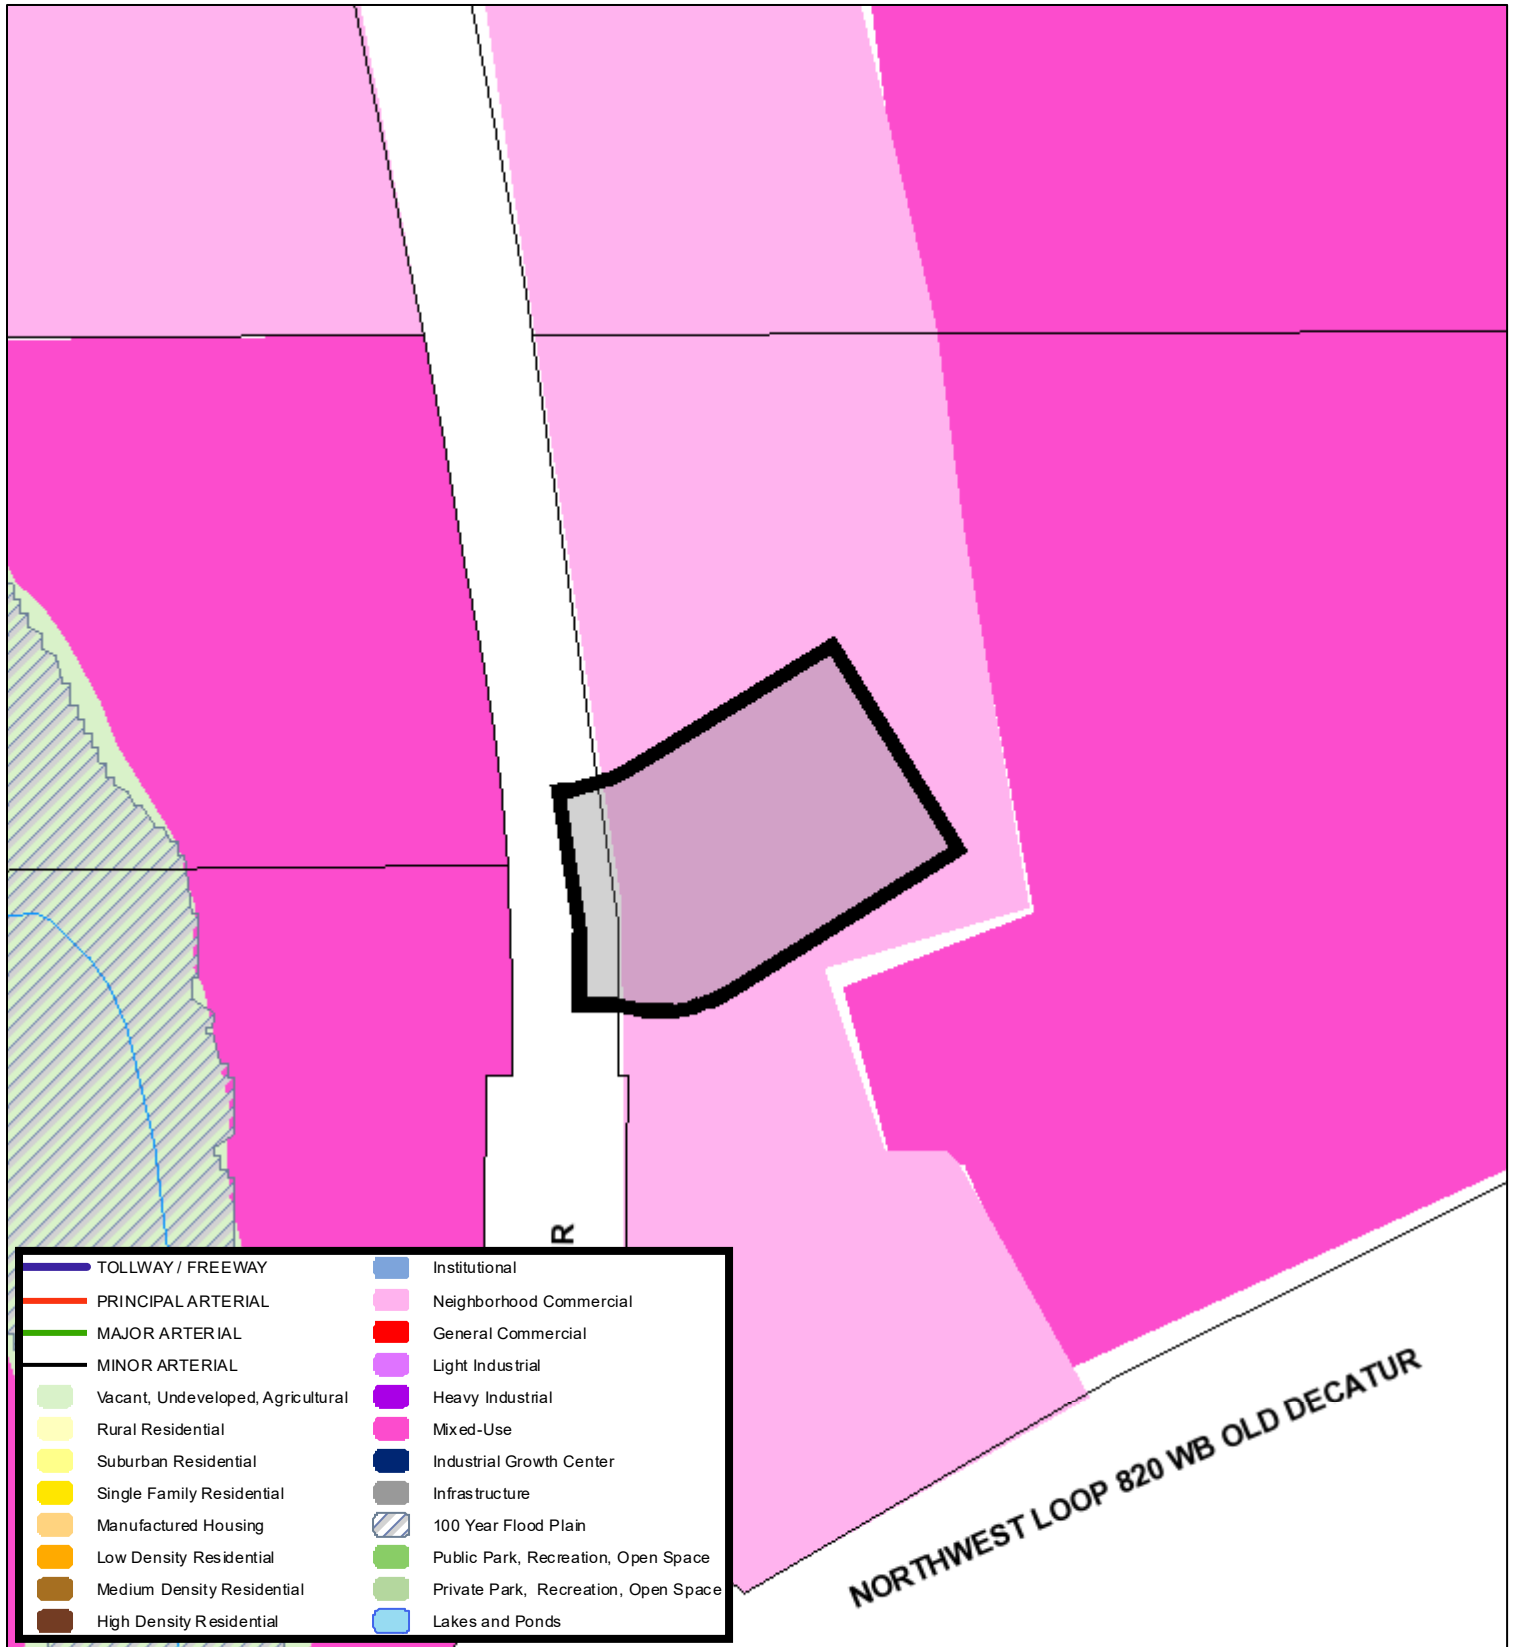 R
TOLLWAY / FREEWAY
PRINCIPAL ARTERIAL
MAJOR ARTERIAL
MINOR ARTERIAL
Vacant, Undeveloped, Agricultural
Rural Residential
Suburban Residential
Single Family Residential
Manufactured Housing
Low Density Residential
Medium Density Residential
High Density Residential
Institutional
Neighborhood Commercial
General Commercial
Light Industrial
Heavy Industrial
Mixed-Use
Industrial Growth Center
Infrastructure
100 Year Flood Plain
Public Park, Recreation, Open Space
Private Park, Recreation, Open Space
Lakes and Ponds
NORTHWEST LOOP 820 WB OLD DECATUR